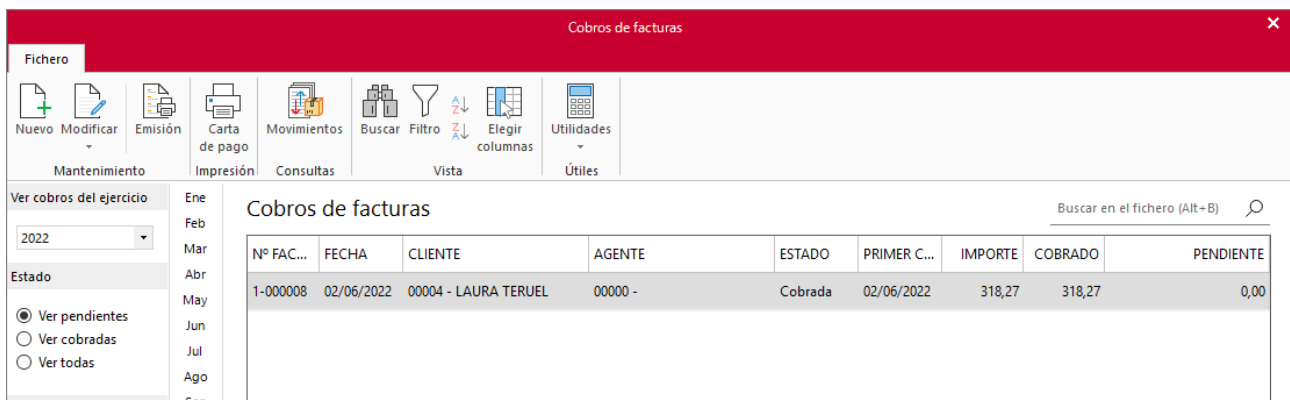 Cobros de facturas
Fichero
Nuevo Modificar Emisión Carta de pago Movimientos Buscar Filtro Elegir columnas Utilidades
Mantenimiento Impresión Consultas Vista Útiles
Ver cobros del ejercicio
2022
Estado
Ver pendientes
Ver cobradas
Ver todas
Ene
Feb
Mar
Abr
May
Jun
Jul
Ago
Cobros de facturas
Buscar en el fichero (Alt+B)
Nº FAC... FECHA CLIENTE AGENTE ESTADO PRIMER C... IMPORTE COBRADO PENDIENTE
1-000008 02/06/2022 00004 - LAURA TERUEL 00000 - Cobrada 02/06/2022 318,27 318,27 0,00